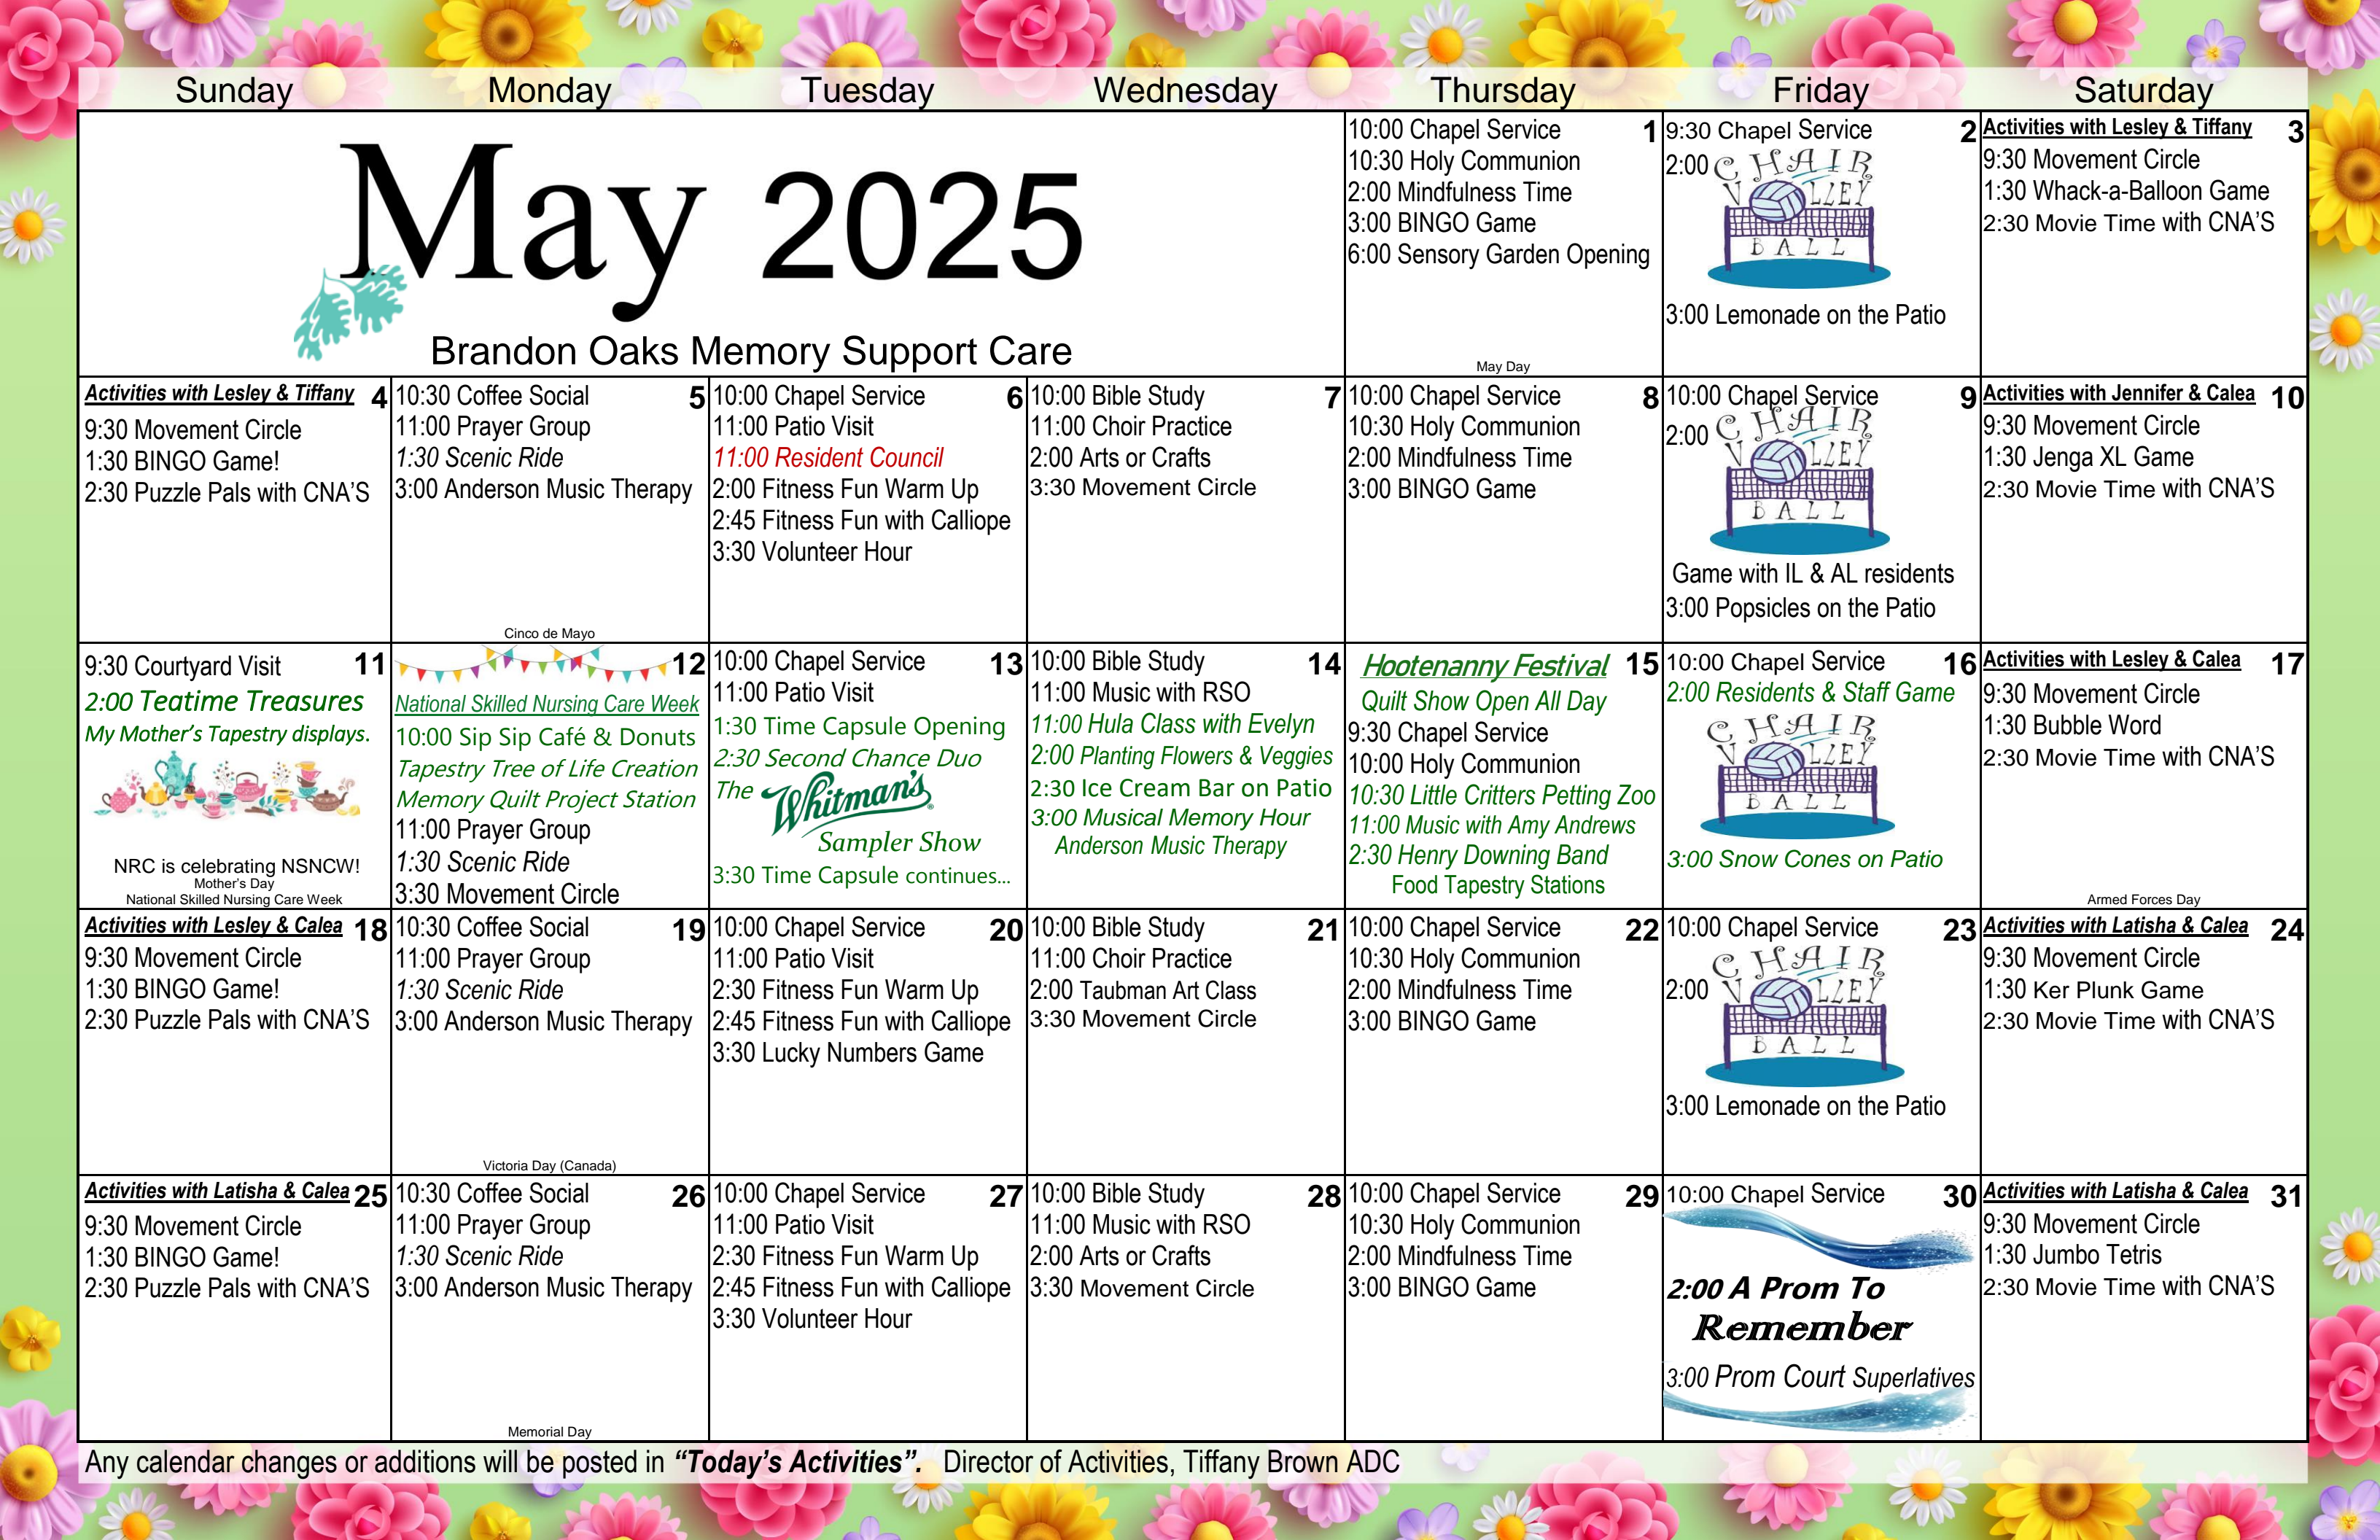 Sunday Monday Tuesday Wednesday Thursday Friday Saturday
May 2025
Brandon Oaks Memory Support Care
1
10:00 Chapel Service
10:30 Holy Communion
2:00 Mindfulness Time
3:00 BINGO Game
6:00 Sensory Garden Opening
May Day
2
9:30 Chapel Service
2:00 CHAIR
VOLLEY
BALL
3:00 Lemonade on the Patio
Activities with Lesley & Tiffany 3
9:30 Movement Circle
1:30 Whack-a-Balloon Game
2:30 Movie Time with CNA'S
Activities with Lesley & Tiffany 4
9:30 Movement Circle
1:30 BINGO Game!
2:30 Puzzle Pals with CNA'S
10:30 Coffee Social 5
11:00 Prayer Group
1:30 Scenic Ride
3:00 Anderson Music Therapy
Cinco de Mayo
10:00 Chapel Service 6
11:00 Patio Visit
11:00 Resident Council
2:00 Fitness Fun Warm Up
2:45 Fitness Fun with Calliope
3:30 Volunteer Hour
10:00 Bible Study 7
11:00 Choir Practice
2:00 Arts or Crafts
3:30 Movement Circle
10:00 Chapel Service 8
10:30 Holy Communion
2:00 Mindfulness Time
3:00 BINGO Game
10:00 Chapel Service 9
2:00 CHAIR
VOLLEY
BALL
Game with IL & AL residents
3:00 Popsicles on the Patio
Activities with Jennifer & Calea 10
9:30 Movement Circle
1:30 Jenga XL Game
2:30 Movie Time with CNA'S
9:30 Courtyard Visit 11
2:00 Teatime Treasures
My Mother's Tapestry displays.
NRC is celebrating NSNCW!
Mother's Day
National Skilled Nursing Care Week
12
National Skilled Nursing Care Week
10:00 Sip Sip Café & Donuts
Tapestry Tree of Life Creation
Memory Quilt Project Station
11:00 Prayer Group
1:30 Scenic Ride
3:30 Movement Circle
10:00 Chapel Service 13
11:00 Patio Visit
1:30 Time Capsule Opening
2:30 Second Chance Duo
The Whitman's®
Sampler Show
3:30 Time Capsule continues...
10:00 Bible Study 14
11:00 Music with RSO
11:00 Hula Class with Evelyn
2:00 Planting Flowers & Veggies
2:30 Ice Cream Bar on Patio
3:00 Musical Memory Hour
Anderson Music Therapy
Hootenanny Festival 15
Quilt Show Open All Day
9:30 Chapel Service
10:00 Holy Communion
10:30 Little Critters Petting Zoo
11:00 Music with Amy Andrews
2:30 Henry Downing Band
Food Tapestry Stations
10:00 Chapel Service 16
2:00 Residents & Staff Game
CHAIR
VOLLEY
BALL
3:00 Snow Cones on Patio
Activities with Lesley & Calea 17
9:30 Movement Circle
1:30 Bubble Word
2:30 Movie Time with CNA'S
Armed Forces Day
Activities with Lesley & Calea 18
9:30 Movement Circle
1:30 BINGO Game!
2:30 Puzzle Pals with CNA'S
10:30 Coffee Social 19
11:00 Prayer Group
1:30 Scenic Ride
3:00 Anderson Music Therapy
Victoria Day (Canada)
10:00 Chapel Service 20
11:00 Patio Visit
2:30 Fitness Fun Warm Up
2:45 Fitness Fun with Calliope
3:30 Lucky Numbers Game
10:00 Bible Study 21
11:00 Choir Practice
2:00 Taubman Art Class
3:30 Movement Circle
10:00 Chapel Service 22
10:30 Holy Communion
2:00 Mindfulness Time
3:00 BINGO Game
10:00 Chapel Service 23
2:00 CHAIR
VOLLEY
BALL
3:00 Lemonade on the Patio
Activities with Latisha & Calea 24
9:30 Movement Circle
1:30 Ker Plunk Game
2:30 Movie Time with CNA'S
Activities with Latisha & Calea 25
9:30 Movement Circle
1:30 BINGO Game!
2:30 Puzzle Pals with CNA'S
10:30 Coffee Social 26
11:00 Prayer Group
1:30 Scenic Ride
3:00 Anderson Music Therapy
Memorial Day
10:00 Chapel Service 27
11:00 Patio Visit
2:30 Fitness Fun Warm Up
2:45 Fitness Fun with Calliope
3:30 Volunteer Hour
10:00 Bible Study 28
11:00 Music with RSO
2:00 Arts or Crafts
3:30 Movement Circle
10:00 Chapel Service 29
10:30 Holy Communion
2:00 Mindfulness Time
3:00 BINGO Game
10:00 Chapel Service 30
2:00 A Prom To
Remember
3:00 Prom Court Superlatives
Activities with Latisha & Calea 31
9:30 Movement Circle
1:30 Jumbo Tetris
2:30 Movie Time with CNA'S
Any calendar changes or additions will be posted in "Today's Activities". Director of Activities, Tiffany Brown ADC